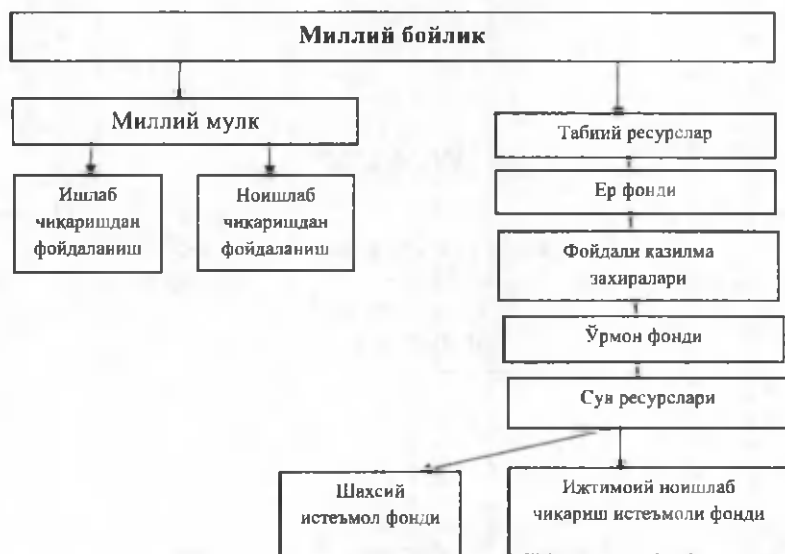 Миллий бойлик
Миллий мулк
Табиий ресурслар
Ишлаб
чиқаришдан
фойдаланиш
Ноишлаб
чиқаришдан
фойдаланиш
Ер фонди
Фойдали казилма
захиралари
Ўрмон фонди
Сув ресурслари
Шахсий
истеъмол фонди
Ижтимоий ноишлаб
чиқариш истеъмоли фонди